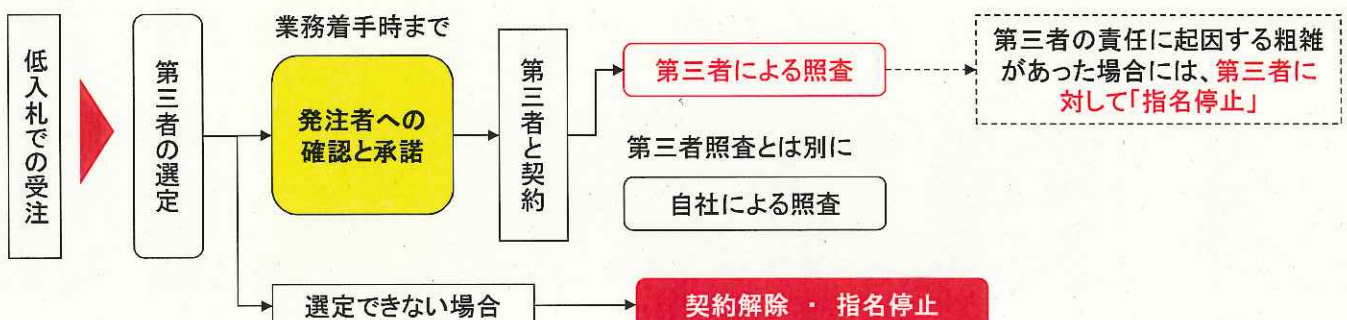 低入札での受注
第三者の選定
業務着手時まで
発注者への
確認と承諾
第三者と契約
第三者による照査
第三者照査とは別に
自社による照査
第三者の責任に起因する粗雑
があった場合には、第三者に
対して「指名停止」
選定できない場合
契約解除 ・ 指名停止